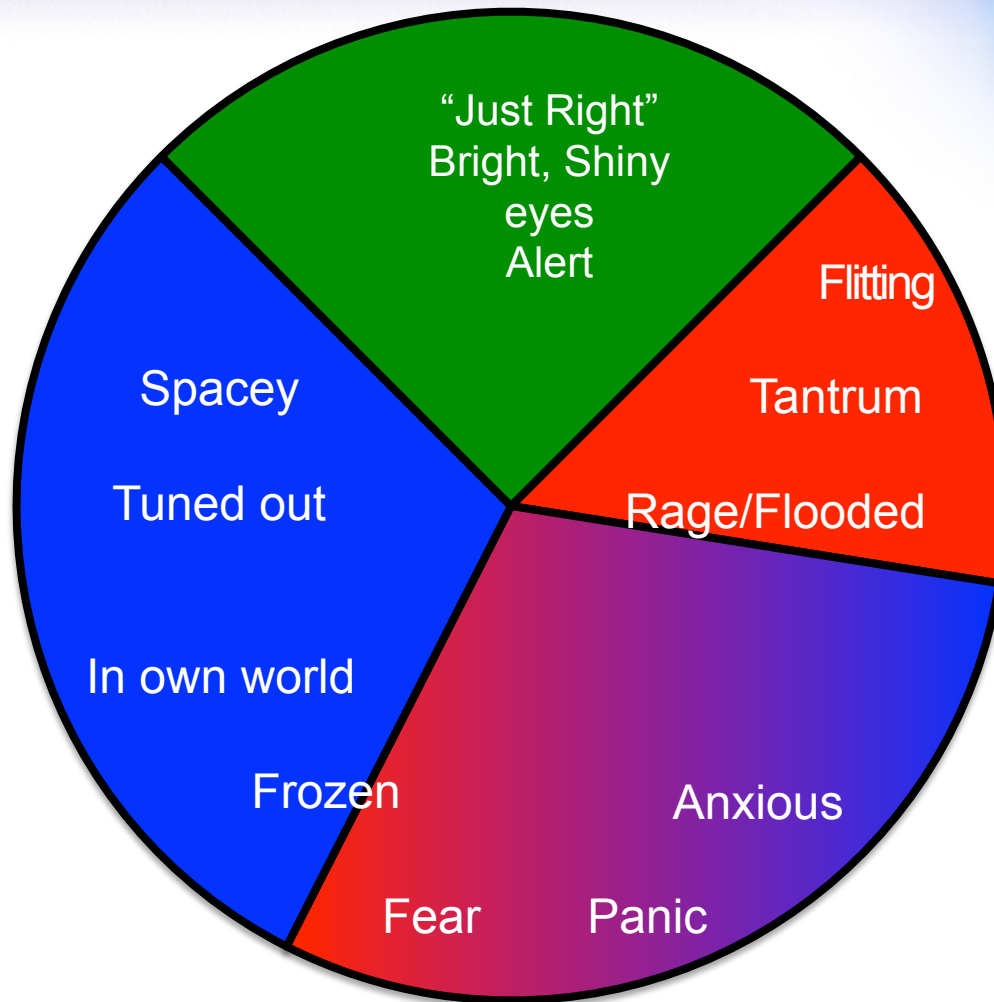 “Just Right”
Bright, Shiny
eyes
Alert
Flitting
Tantrum
Rage/Flooded
Spacey
Tuned out
In own world
Frozen
Anxious
Fear
Panic